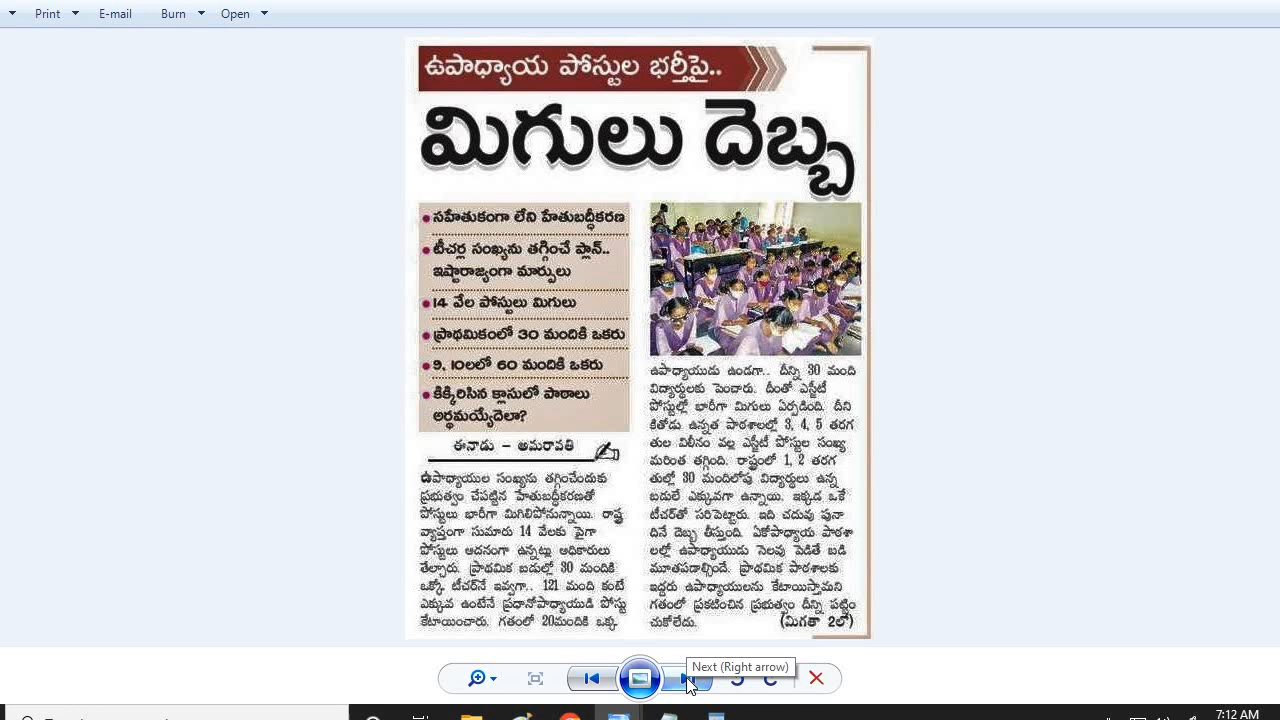 Print
E-mail
Burn
Open
ఉపాధ్యాయ పోస్టుల భర్తీపై..
మిగులు దెబ్బ
సహేతుకంగా లేని హేతుబద్ధీకరణ
టీచర్ల సంఖ్యను తగ్గించే ప్లాన్..
ఇష్టారాజ్యంగా మార్పులు
14 వేల పోస్టులు మిగులు
ప్రాథమికంలో 30 మందికి ఒకరు
9, 10లలో 60 మందికి ఒకరు
కిక్కిరిసిన క్లాసులో పాఠాలు
అర్థమయ్యేదెలా?
ఈనాడు - అమరావతి
ఉపాధ్యాయుల సంఖ్యను తగ్గించేందుకు
ప్రభుత్వం చేపట్టిన హేతుబద్ధీకరణతో
పోస్టులు భారీగా మిగిలిపోనున్నాయి. రాష్ట్ర
వ్యాప్తంగా సుమారు 14 వేలకు పైగా
పోస్టులు అదనంగా ఉన్నట్లు అధికారులు
తేల్చారు. ప్రాథమిక బడుల్లో 30 మందికి
ఒక్కో టీచర్‌నే ఇవ్వగా.. 121 మంది కంటే
ఎక్కువ ఉంటేనే ప్రధానోపాధ్యాయుడి పోస్టు
కేటాయించారు. గతంలో 20మందికి ఒక్క
ఉపాధ్యాయుడు ఉండగా.. దీన్ని 30 మంది
విద్యార్థులకు పెంచారు. దీంతో ఎస్జీటీ
పోస్టుల్లో భారీగా మిగులు ఏర్పడింది. దీని
కితోడు ఉన్నత పాఠశాలల్లో 3, 4, 5 తరగ
తుల విలీనం వల్ల ఎస్జీటీ పోస్టుల సంఖ్య
మరింత తగ్గింది. రాష్ట్రంలో 1, 2 తరగ
తుల్లో 30 మందిలోపు విద్యార్థులు ఉన్న
బడులే ఎక్కువగా ఉన్నాయి. ఇక్కడ ఒకే
టీచర్‌తో సరిపెట్టారు. ఇది చదువు పునా
దినే దెబ్బ తీస్తుంది. ఏకోపాధ్యాయ పాఠశా
లల్లో ఉపాధ్యాయుడు సెలవు పెడితే బడి
మూతపడాల్సిందే. ప్రాథమిక పాఠశాలకు
ఇద్దరు ఉపాధ్యాయులను కేటాయిస్తామని
గతంలో ప్రకటించిన ప్రభుత్వం దీన్ని పట్టిం
చుకోలేదు. (మిగతా 2లో)
Next (Right arrow)
7:12 AM